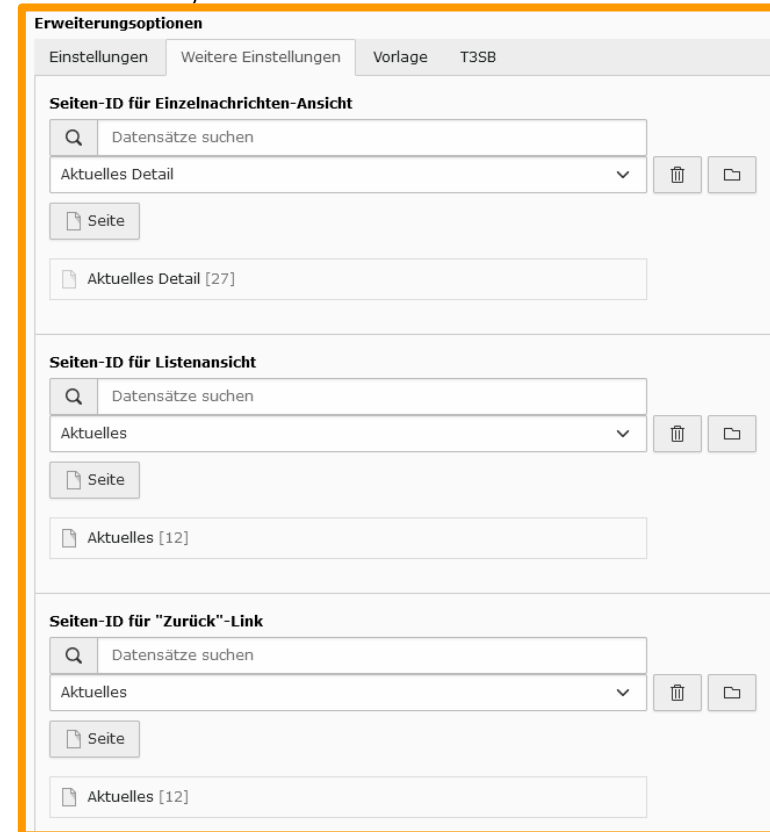 Erweiterungsoptionen
Einstellungen Weitere Einstellungen Vorlage T3SB
Seiten-ID für Einzelnachrichten-Ansicht
Datensätze suchen
Aktuelles Detail
Seite
Aktuelles Detail [27]
Seiten-ID für Listenansicht
Datensätze suchen
Aktuelles
Seite
Aktuelles [12]
Seiten-ID für "Zurück"-Link
Datensätze suchen
Aktuelles
Seite
Aktuelles [12]